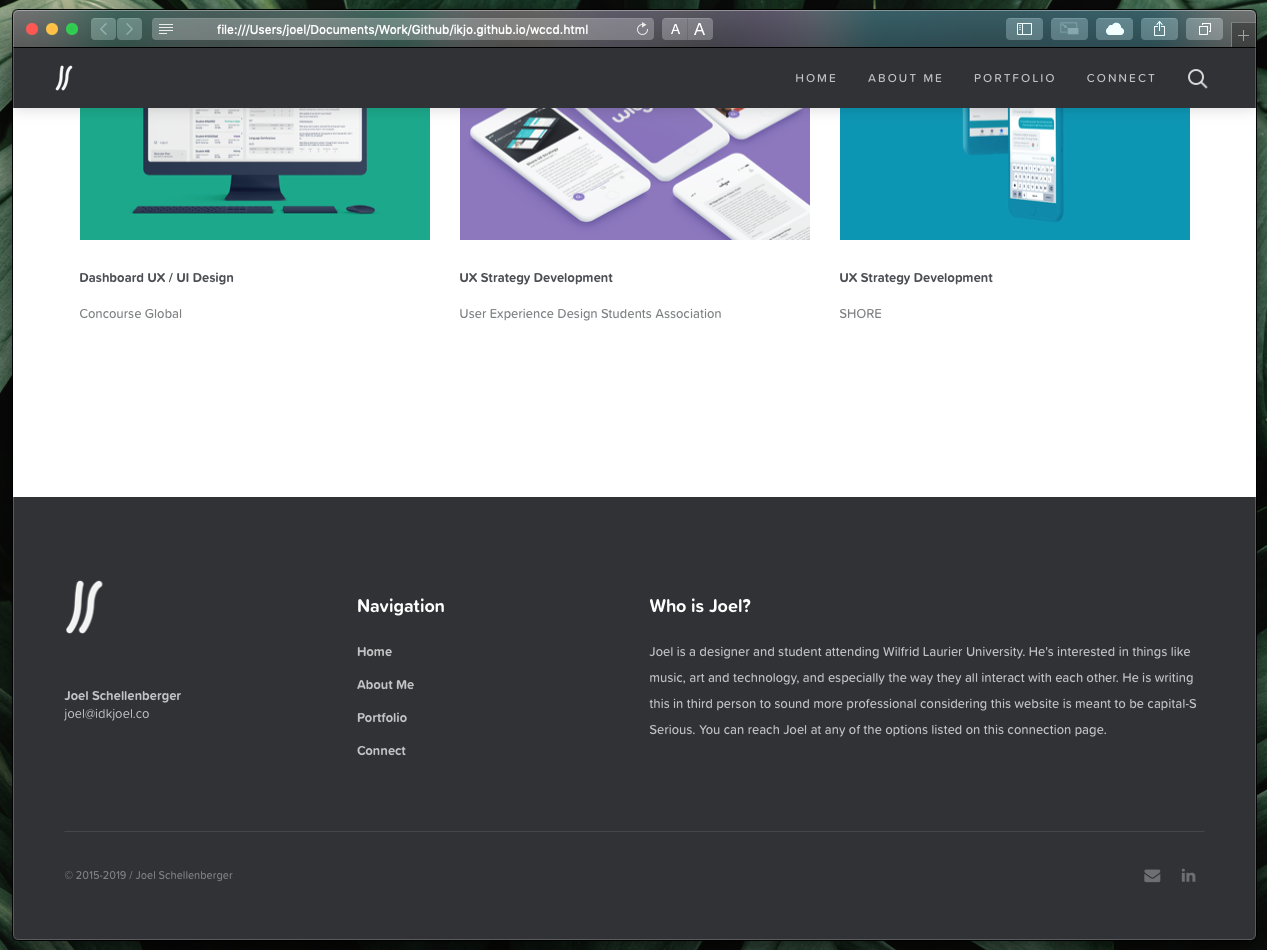 file:///Users/joel/Documents/Work/Github/ikjo.github.io/wccd.html
A A
HOME ABOUT ME PORTFOLIO CONNECT
Dashboard UX / UI Design
Concourse Global
UX Strategy Development
User Experience Design Students Association
UX Strategy Development
SHORE
Joel Schellenberger
joel@idkjoel.co
Navigation
Home
About Me
Portfolio
Connect
Who is Joel?
Joel is a designer and student attending Wilfrid Laurier University. He's interested in things like
music, art and technology, and especially the way they all interact with each other. He is writing
this in third person to sound more professional considering this website is meant to be capital-S
Serious. You can reach Joel at any of the options listed on this connection page.
© 2015-2019 / Joel Schellenberger
in